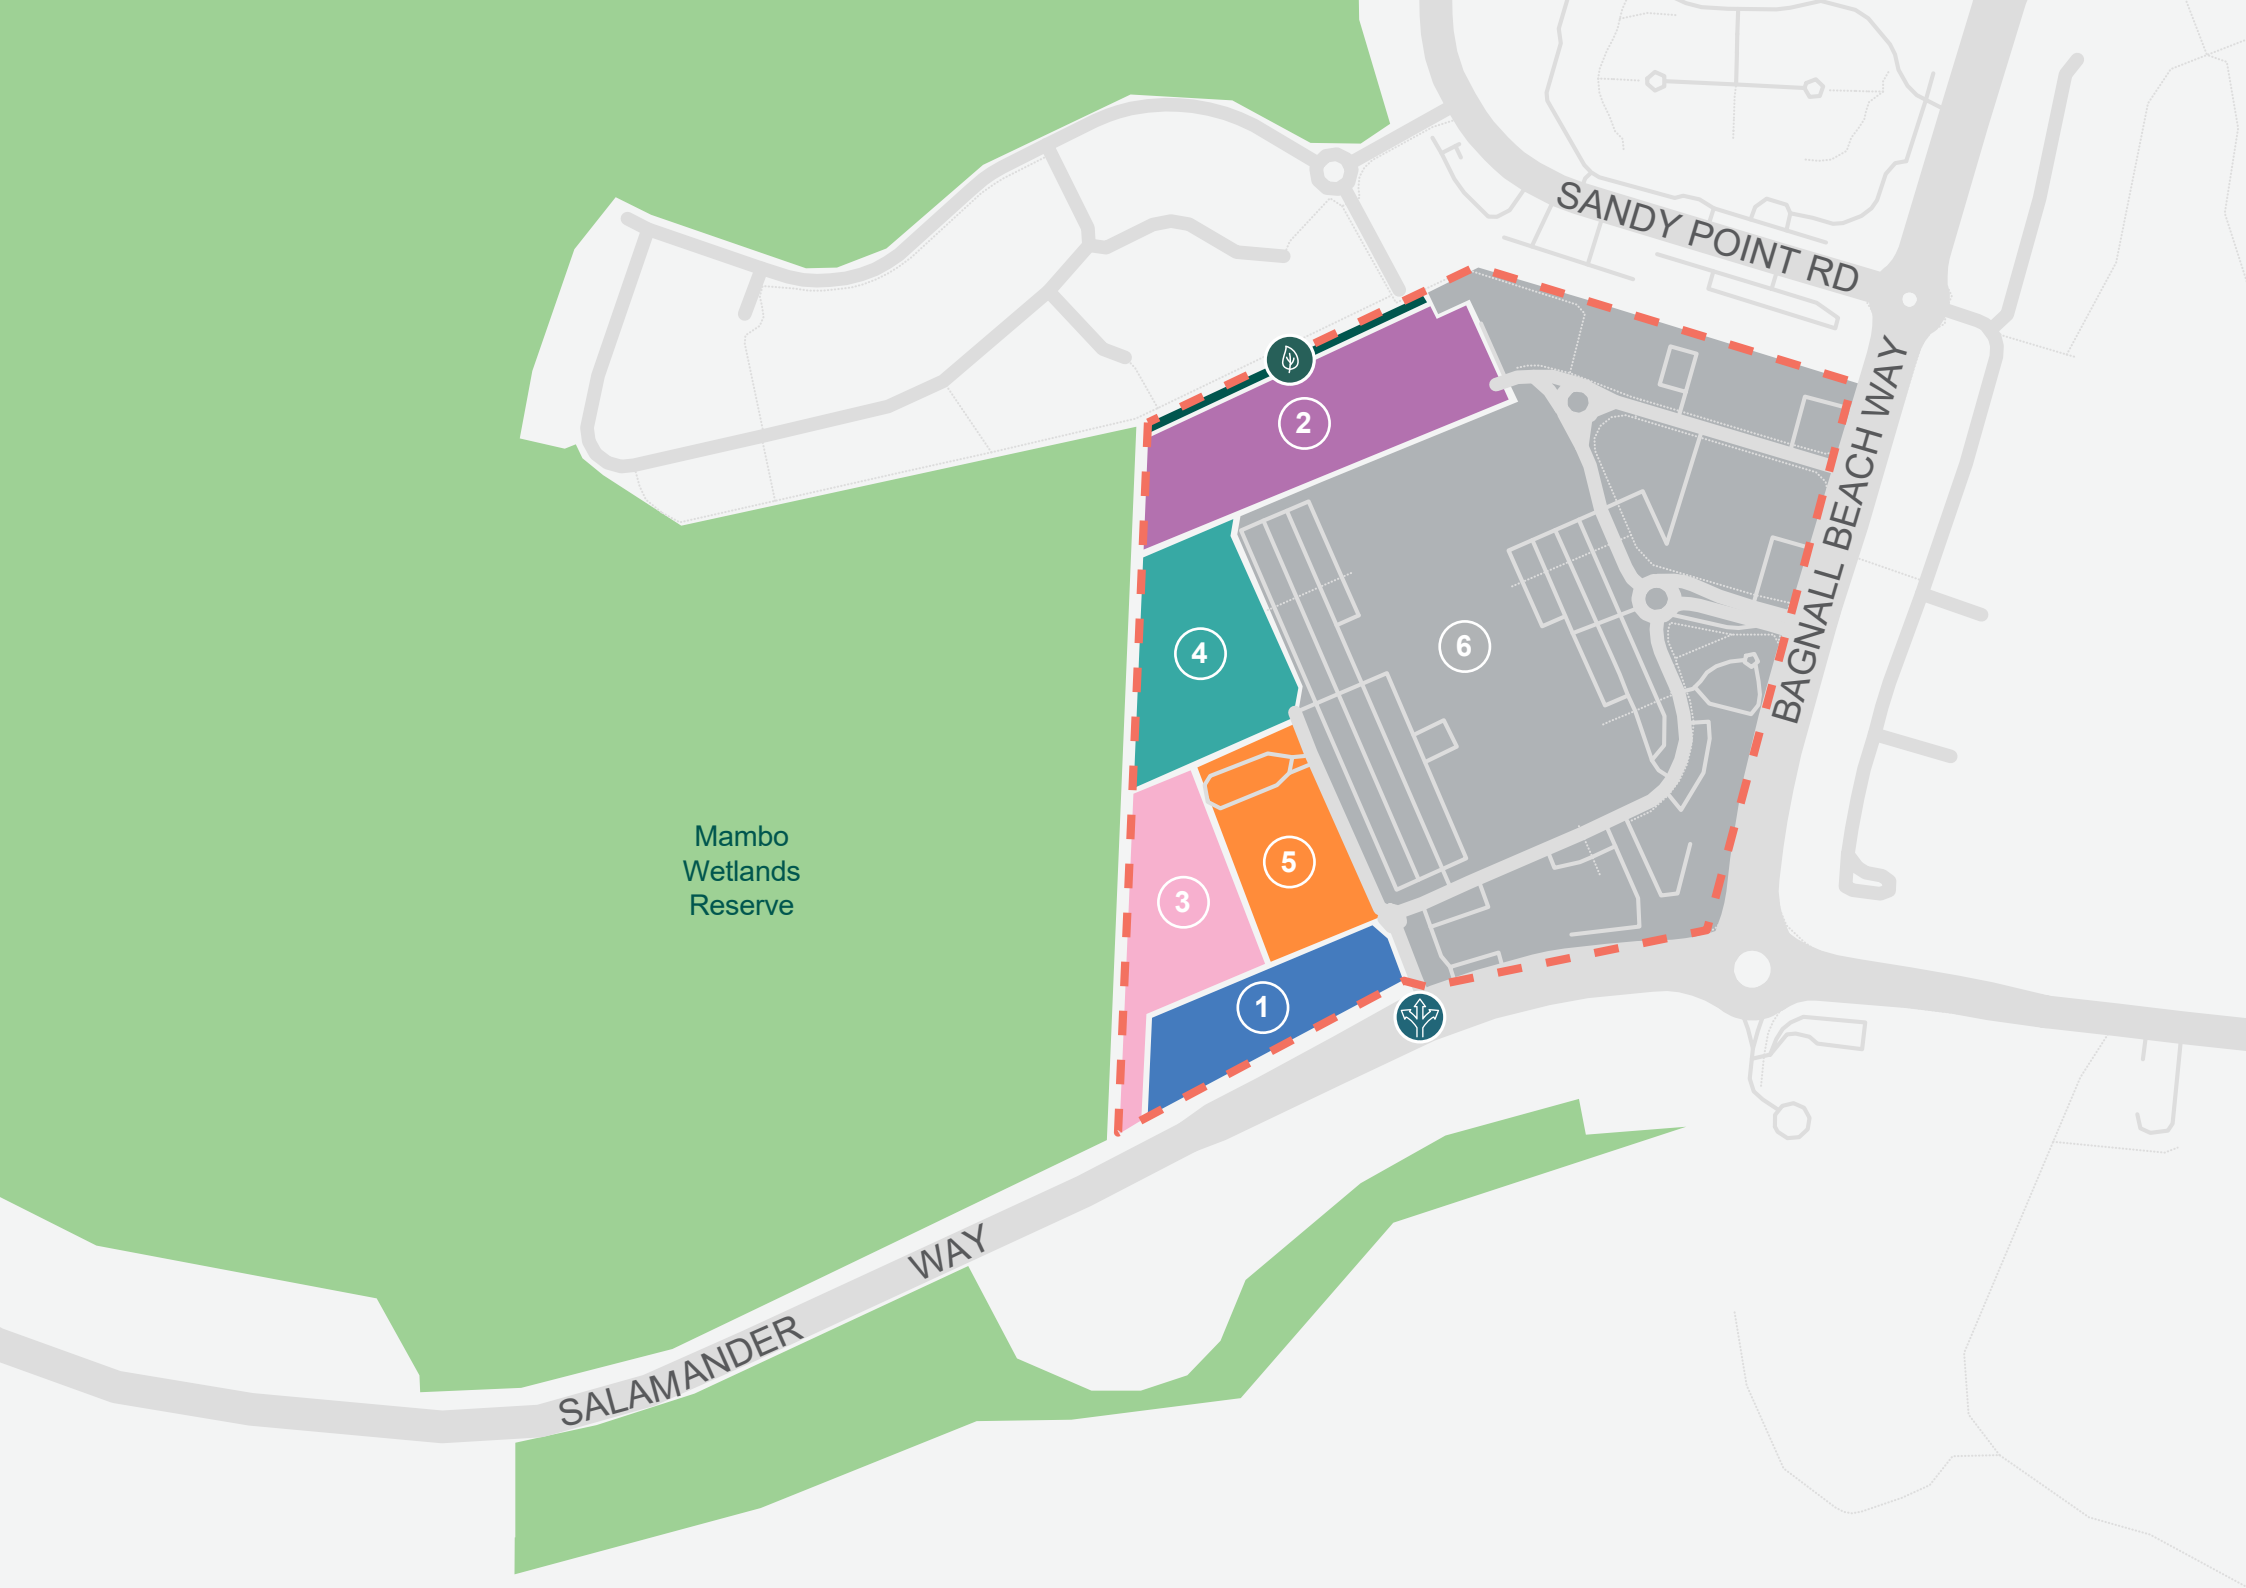 SANDY POINT RD
BAGNALL BEACH WAY
2
4
6
Mambo
Wetlands
Reserve
5
3
1
SALAMANDER WAY